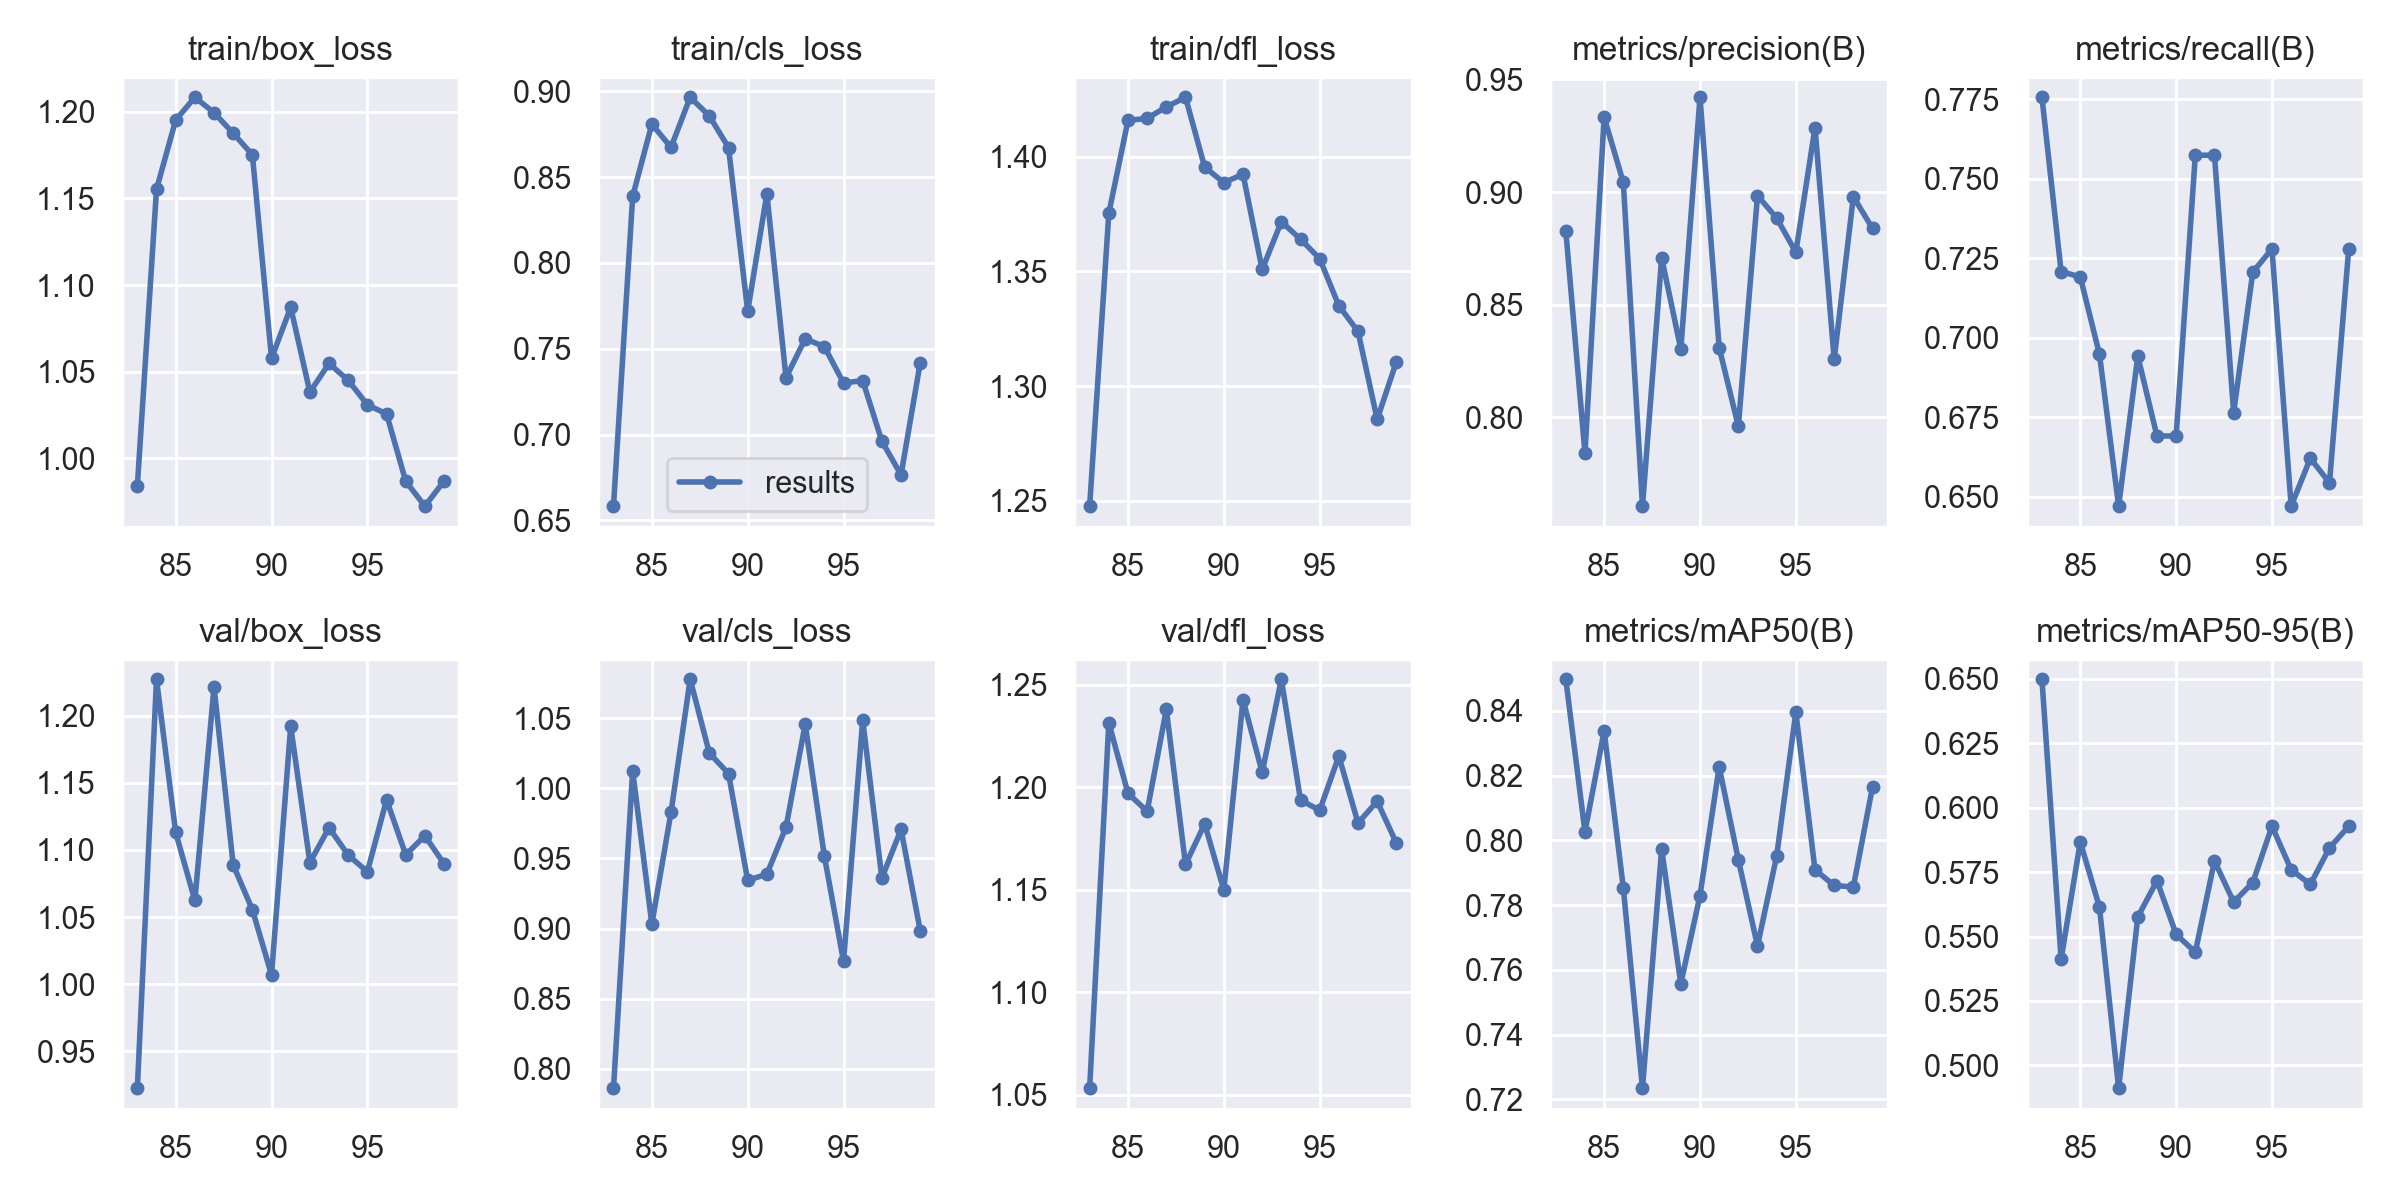 train/box_loss
1.20
1.15
1.10
1.05
1.00
85 90 95
train/cls_loss
0.90
0.85
0.80
0.75
0.70
0.65
results
85 90 95
train/dfl_loss
1.40
1.35
1.30
1.25
85 90 95
metrics/precision(B)
0.95
0.90
0.85
0.80
85 90 95
metrics/recall(B)
0.775
0.750
0.725
0.700
0.675
0.650
85 90 95
val/box_loss
1.20
1.15
1.10
1.05
1.00
0.95
85 90 95
val/cls_loss
1.05
1.00
0.95
0.90
0.85
0.80
85 90 95
val/dfl_loss
1.25
1.20
1.15
1.10
1.05
85 90 95
metrics/mAP50(B)
0.84
0.82
0.80
0.78
0.76
0.74
0.72
85 90 95
metrics/mAP50-95(B)
0.650
0.625
0.600
0.575
0.550
0.525
0.500
85 90 95